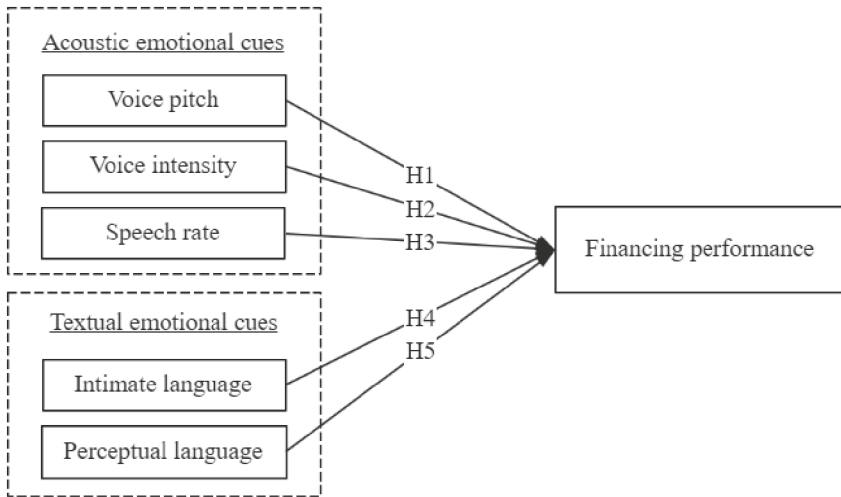 Acoustic emotional cues
Voice pitch
Voice intensity
Speech rate
H1
H2
H3
Financing performance
Textual emotional cues
Intimate language
Perceptual language
H4
H5